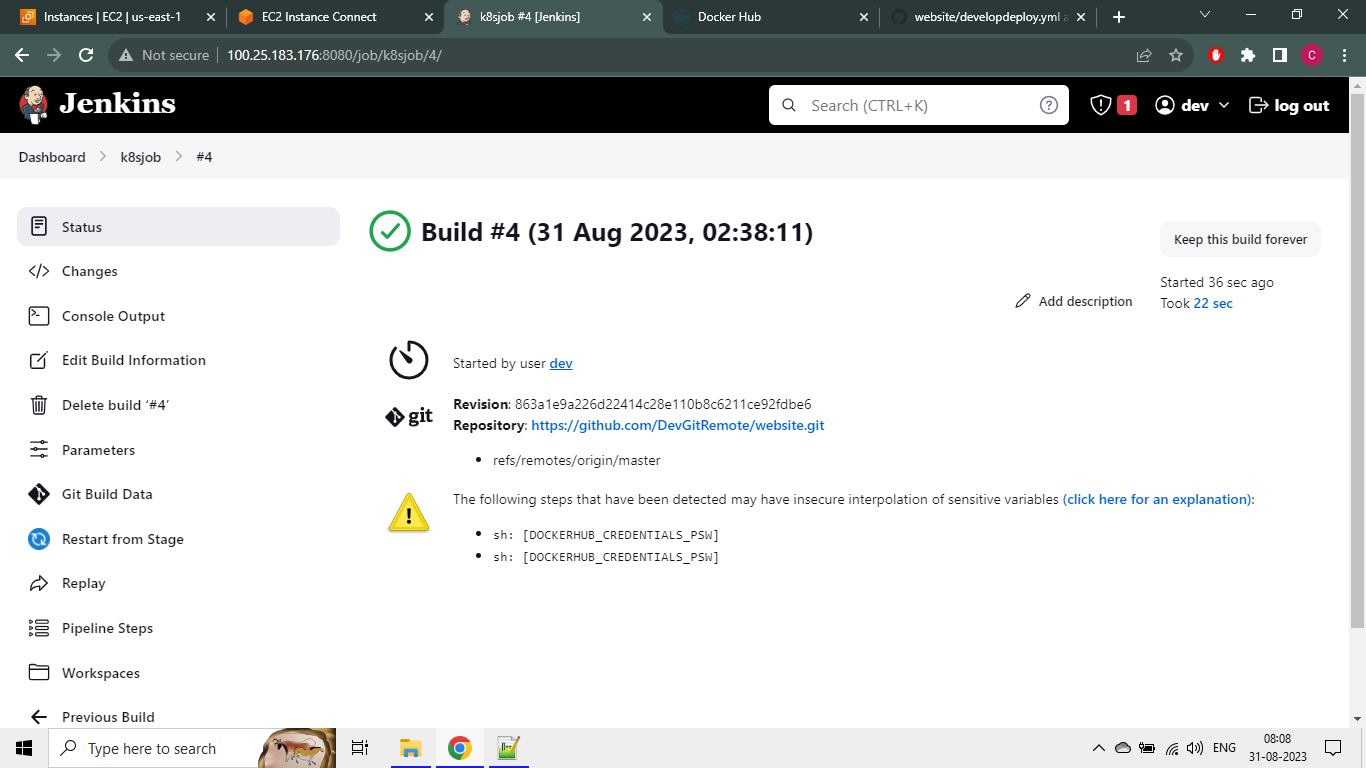 Instances | EC2 | us-east-1
EC2 Instance Connect
k8sjob #4 [Jenkins]
Docker Hub
website/developdeploy.yml a
Not secure
100.25.183.176:8080/job/k8sjob/4/
C
Jenkins
Search (CTRL+K)
1
dev
log out
Dashboard
k8sjob
#4
Status
Changes
Console Output
Edit Build Information
Delete build ‘#4’
Parameters
Git Build Data
Restart from Stage
Replay
Pipeline Steps
Workspaces
Previous Build
Build #4 (31 Aug 2023, 02:38:11)
Keep this build forever
Started 36 sec ago
Took 22 sec
Add description
Started by user dev
git
Revision: 863a1e9a226d22414c28e110b8c6211ce92fdbe6
Repository: https://github.com/DevGitRemote/website.git
refs/remotes/origin/master
The following steps that have been detected may have insecure interpolation of sensitive variables (click here for an explanation):
sh: [DOCKERHUB_CREDENTIALS_PSW]
sh: [DOCKERHUB_CREDENTIALS_PSW]
Type here to search
ENG
08:08
31-08-2023